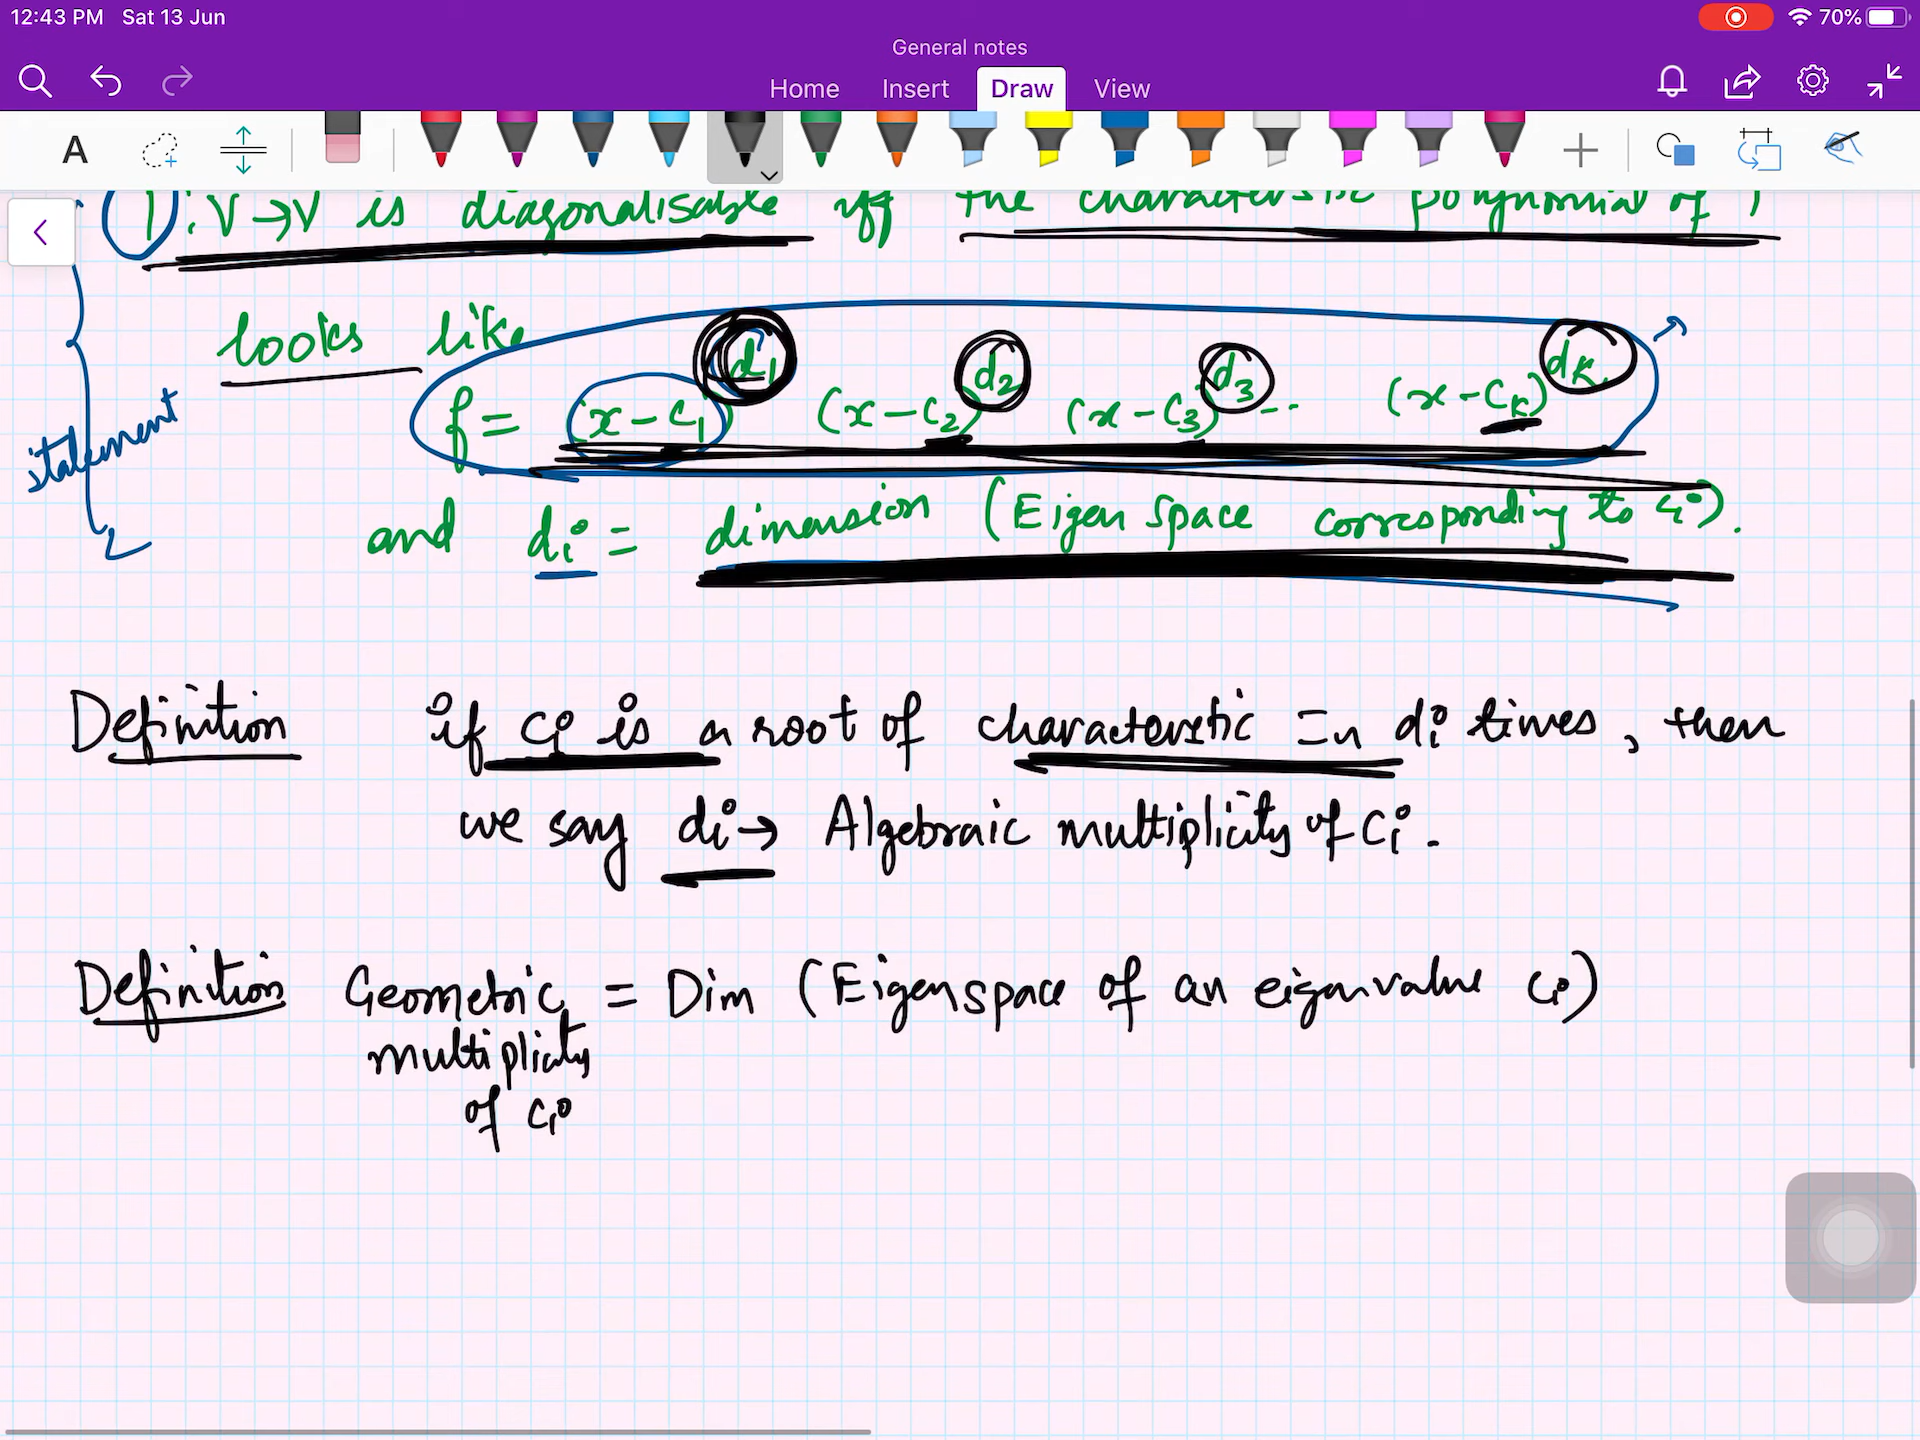 12:43 PM Sat 13 Jun
70%
General notes
Home Insert Draw View
A
T: V → V is diagonalisable iff the characteristic polynomial of T
looks like
f = (x - c₁)^d₁ (x - c₂)^d₂ (x - c₃)^d₃ ... (x - cₖ)^dₖ
statement
and di = dimension (Eigen Space corresponding to ci).
Definition if ci is a root of characteristic Eq di times, then
we say di → Algebraic multiplicity of ci.
Definition Geometric = Dim (Eigenspace of an eigenvalue ci)
multiplicity
of ci